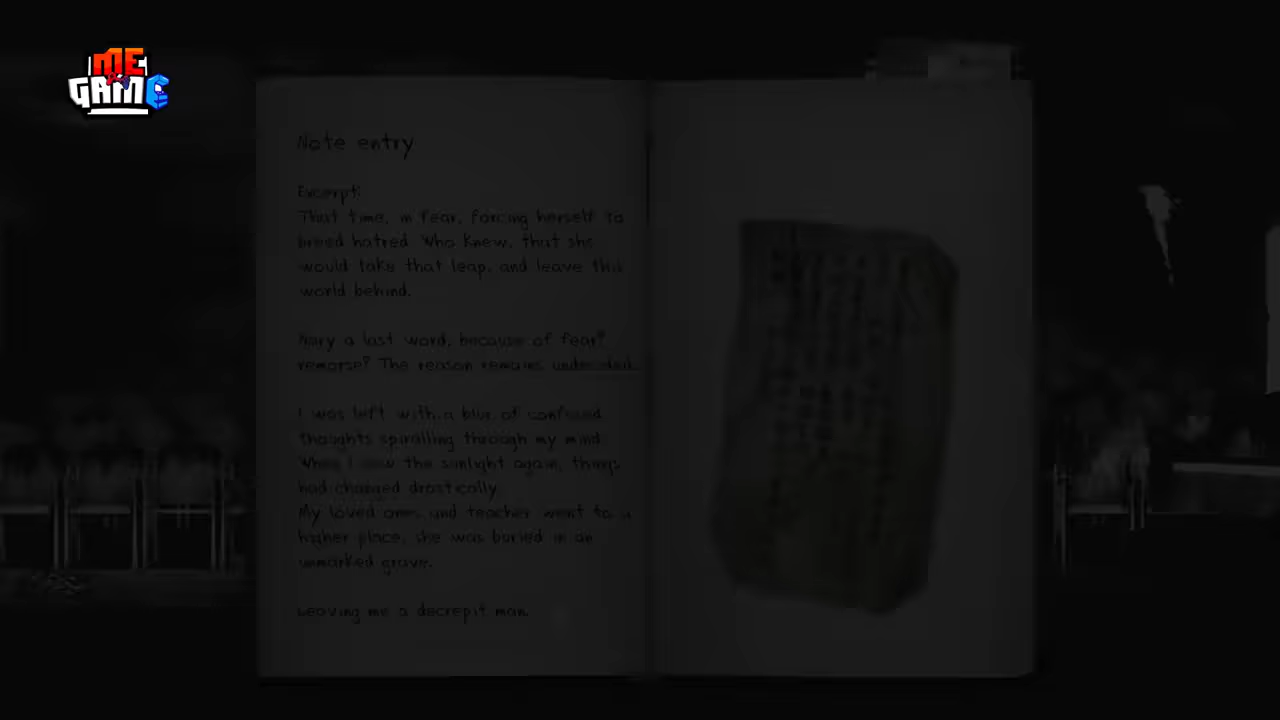 ME
GAME
Note entry
Excerpt:
That time, in fear, forcing herself to
breed hatred. Who knew, that she
would take that leap, and leave this
world behind.
Nary a last word, because of fear?
remorse? The reason remains undecided.
I was left with a blur of confused
thoughts spiralling through my mind.
When I saw the sunlight again, things
had changed drastically.
My loved ones and teacher went to a
higher place, she was buried in an
unmarked grave.
Leaving me a decrepit man.